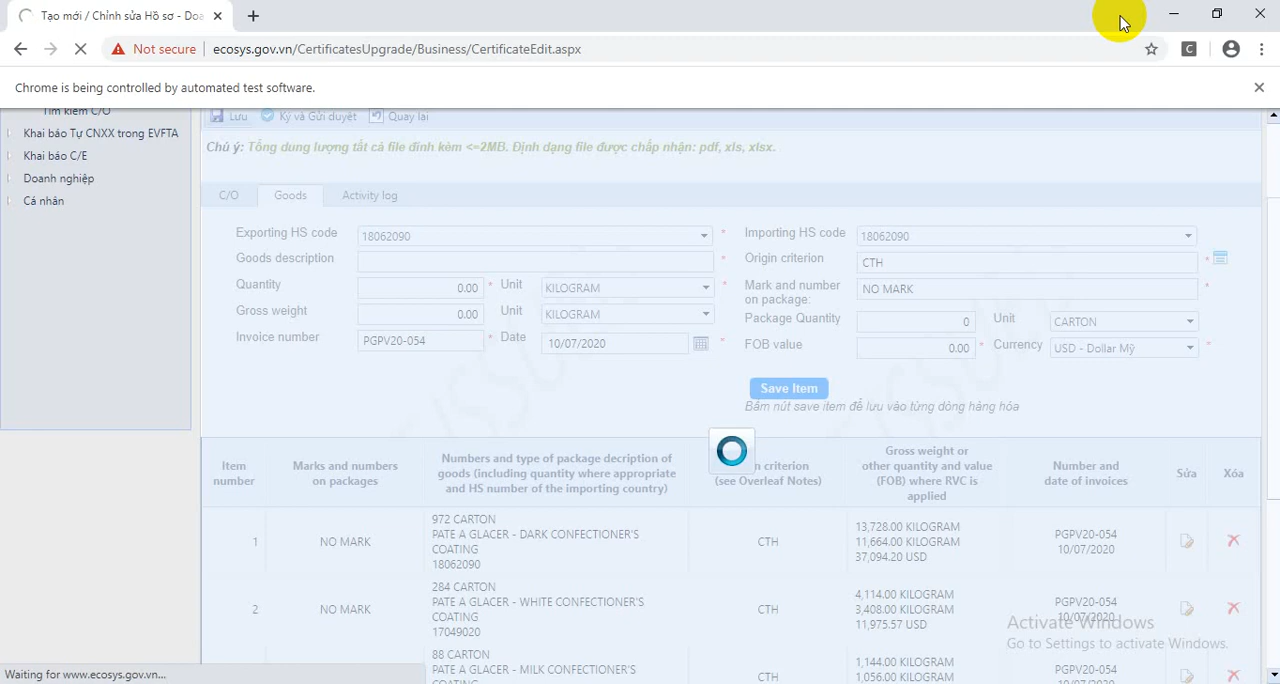 Tạo mới / Chỉnh sửa Hồ sơ - Doa
Not secure ecosys.gov.vn/CertificatesUpgrade/Business/CertificateEdit.aspx
C
Chrome is being controlled by automated test software.
Tìm kiếm C/O
Khai báo Tự CNXX trong EVFTA
Khai báo C/E
Doanh nghiệp
Cá nhân
Lưu Ký và Gửi duyệt Quay lại
Chú ý: Tổng dung lượng tất cả file đính kèm <=2MB. Định dạng file được chấp nhận: pdf, xls, xlsx.
C/O Goods Activity log
Exporting HS code 18062090 * Importing HS code 18062090
Goods description * Origin criterion CTH *
Quantity 0.00 * Unit KILOGRAM * Mark and number on package: NO MARK *
Gross weight 0.00 Unit KILOGRAM Package Quantity 0 Unit CARTON
Invoice number PGPV20-054 * Date 10/07/2020 * FOB value 0.00 * Currency USD - Dollar Mỹ *
Save Item
Bấm nút save item để lưu vào từng dòng hàng hóa
Item number
Marks and numbers on packages
Numbers and type of package decription of goods (including quantity where appropriate and HS number of the importing country)
n criterion (see Overleaf Notes)
Gross weight or other quantity and value (FOB) where RVC is applied
Number and date of invoices
Sửa
Xóa
1 NO MARK
972 CARTON
PATE A GLACER - DARK CONFECTIONER'S
COATING
18062090
CTH
13,728.00 KILOGRAM
11,664.00 KILOGRAM
37,094.20 USD
PGPV20-054
10/07/2020
2 NO MARK
284 CARTON
PATE A GLACER - WHITE CONFECTIONER'S
COATING
17049020
CTH
4,114.00 KILOGRAM
3,408.00 KILOGRAM
11,975.57 USD
PGPV20-054
10/07/2020
NO MARK
88 CARTON
PATE A GLACER - MILK CONFECTIONER'S
COATING
CTH
1,144.00 KILOGRAM
1,056.00 KILOGRAM
PGPV20-054
10/07/2020
Activate Windows
Go to Settings to activate Windows.
Waiting for www.ecosys.gov.vn...